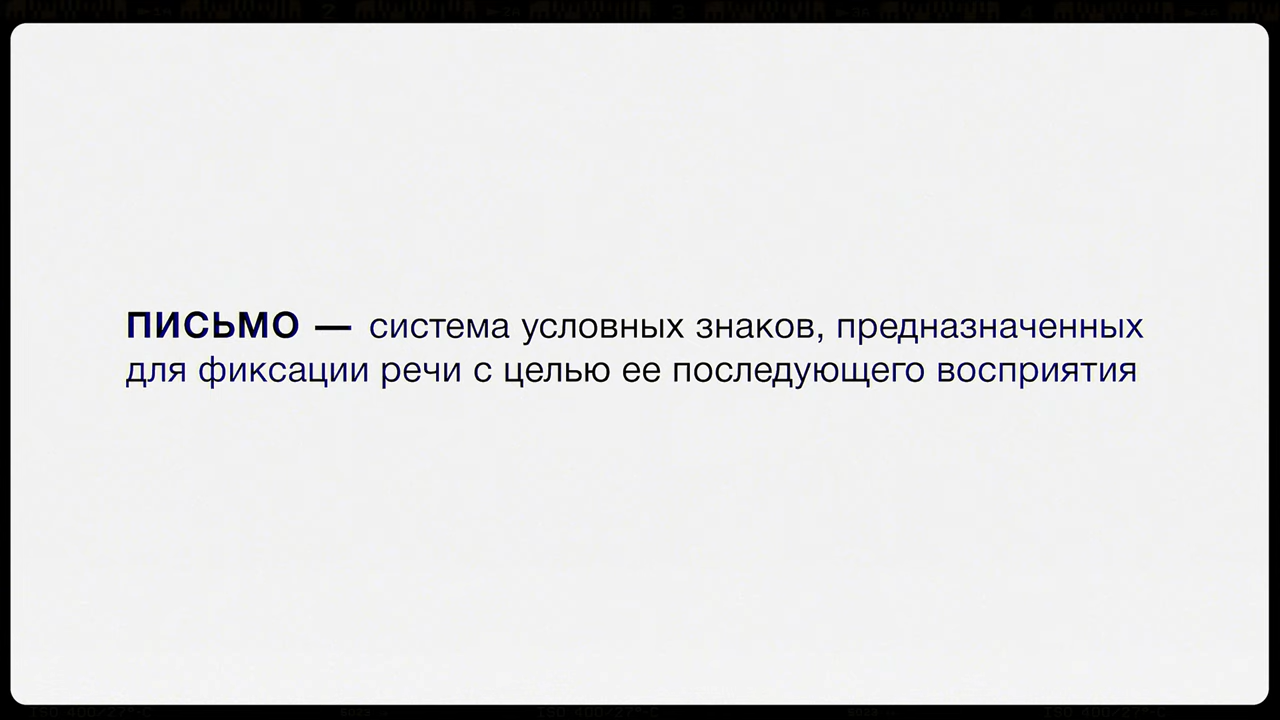 ПИСЬМО — система условных знаков, предназначенных
для фиксации речи с целью ее последующего восприятия